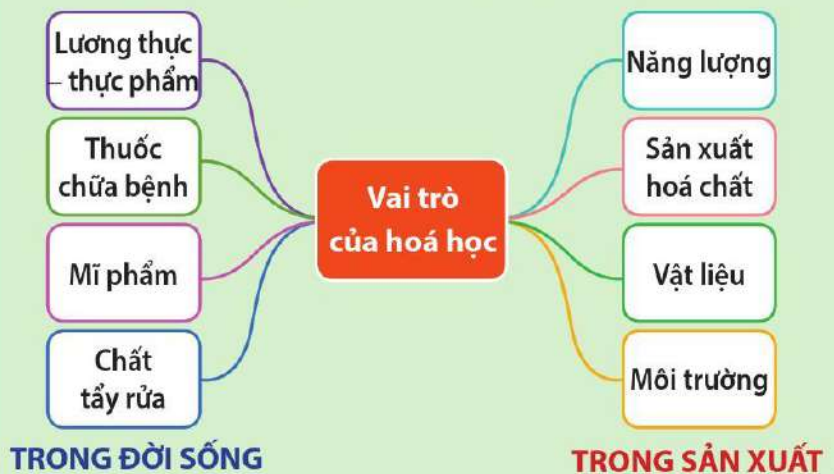 Lương thực
– thực phẩm
Thuốc
chữa bệnh
Mĩ phẩm
Chất
tẩy rửa
TRONG ĐỜI SỐNG
Vai trò
của hoá học
Năng lượng
Sản xuất
hoá chất
Vật liệu
Môi trường
TRONG SẢN XUẤT